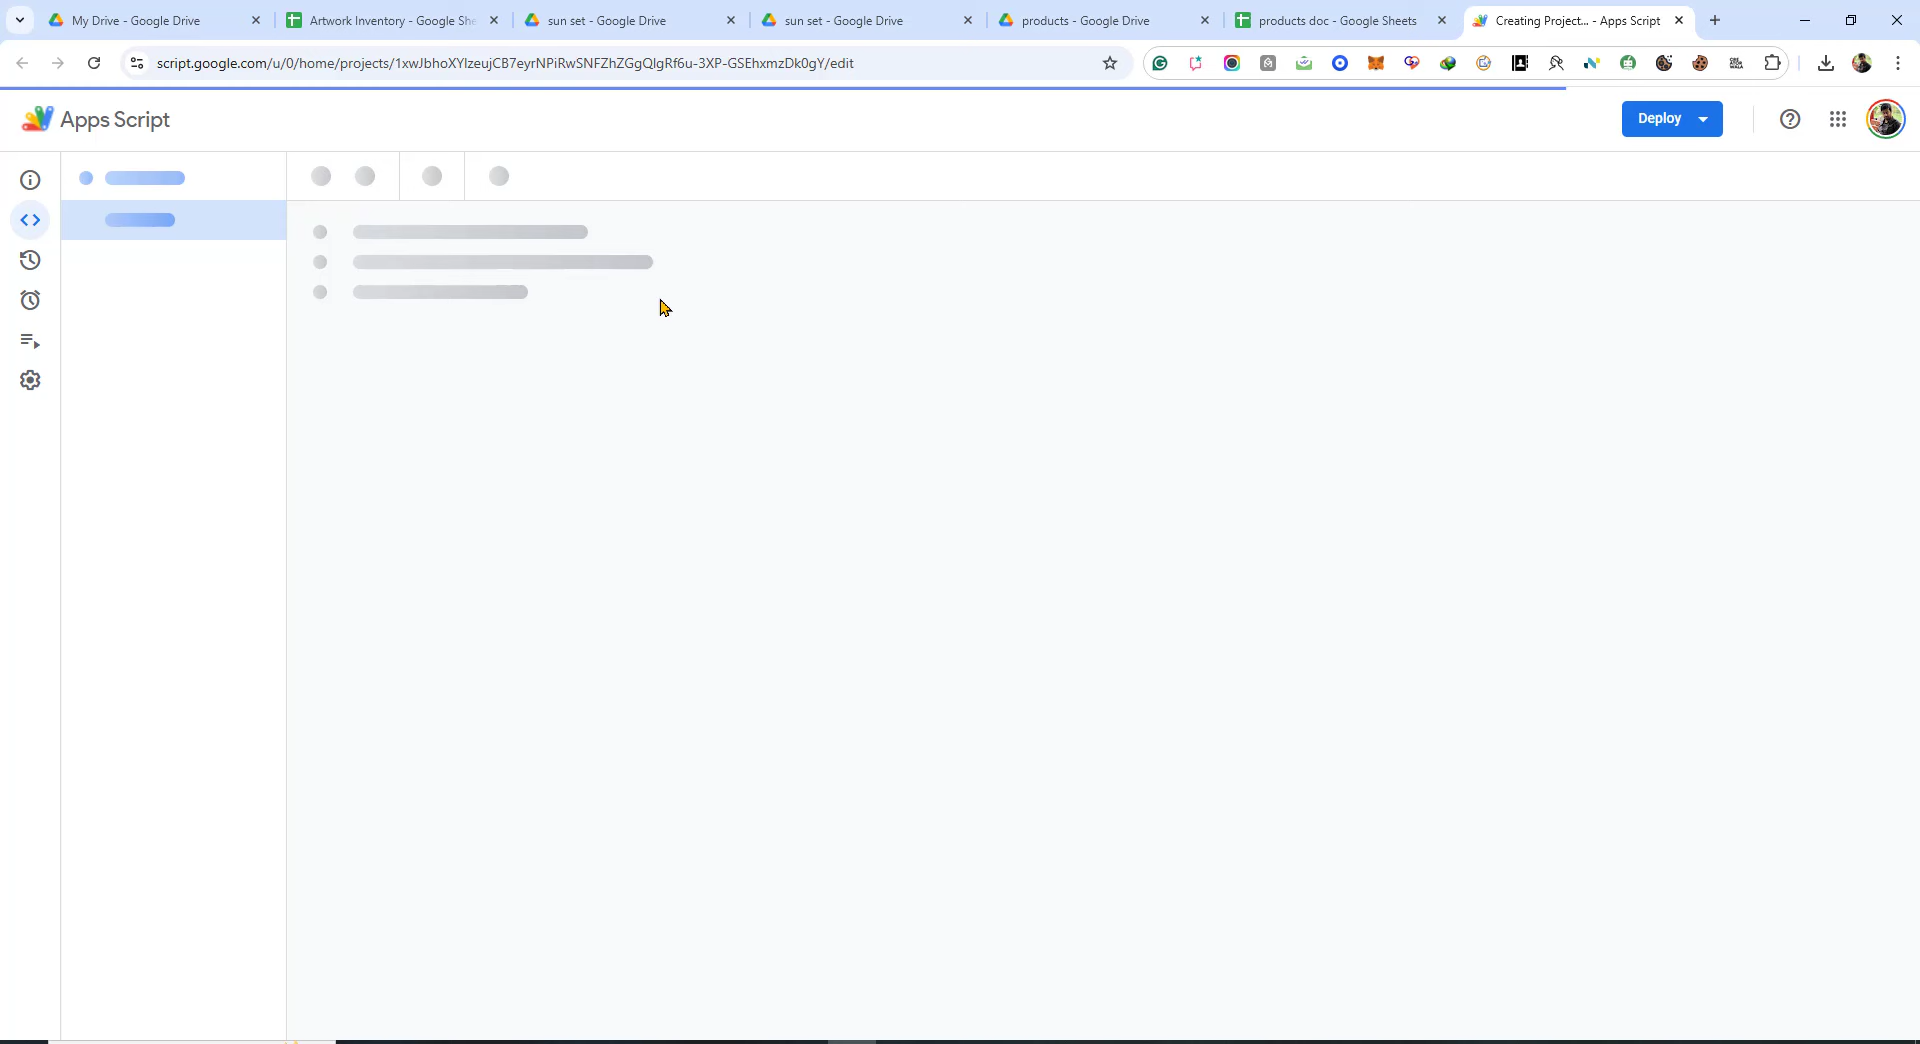 My Drive - Google Drive
Artwork Inventory - Google She
sun set - Google Drive
sun set - Google Drive
products - Google Drive
products doc - Google Sheets
Creating Project... - Apps Script
script.google.com/u/0/home/projects/1xwJbhoXYlzeujCB7eyrNPiRwSNFZhZGgQlgRf6u-3XP-GSEhxmzDk0gY/edit
Apps Script
Deploy